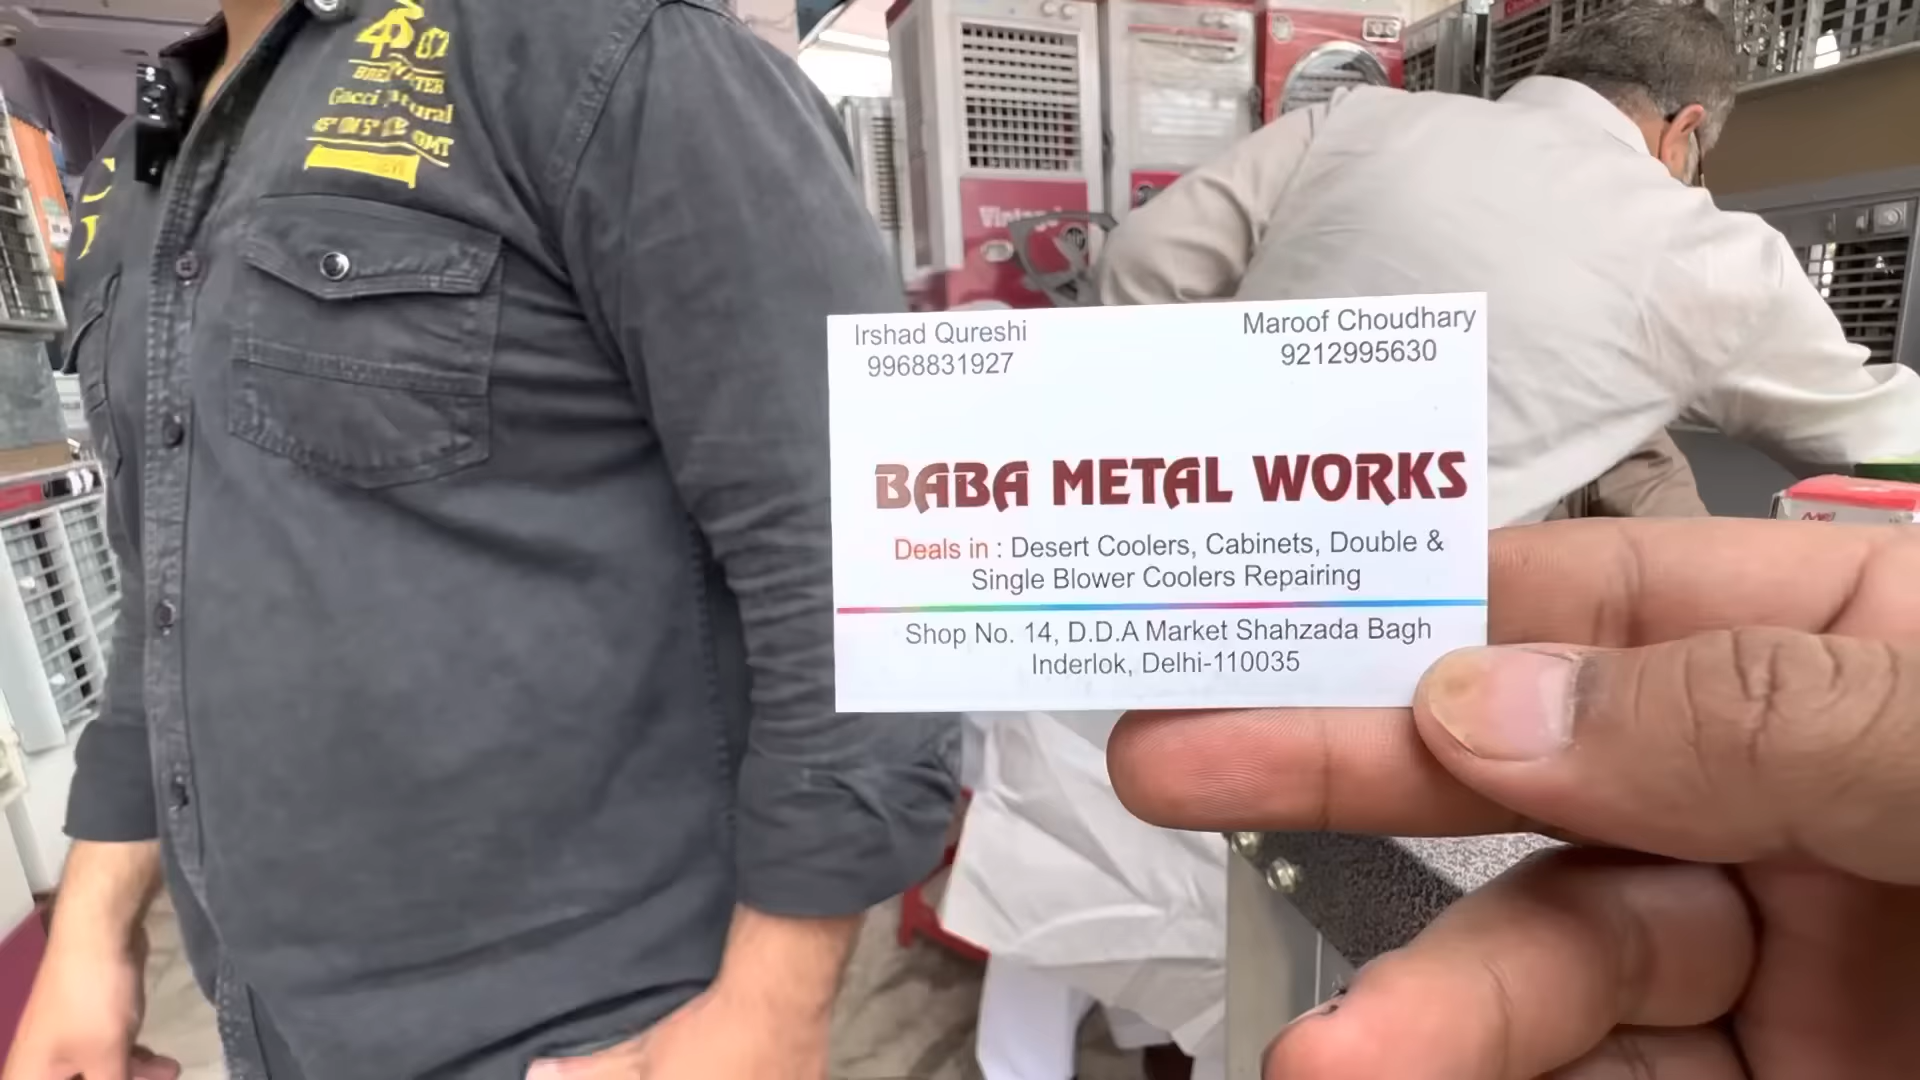 Irshad Qureshi
9968831927
Maroof Choudhary
9212995630
BABA METAL WORKS
Deals in : Desert Coolers, Cabinets, Double &
Single Blower Coolers Repairing
Shop No. 14, D.D.A Market Shahzada Bagh
Inderlok, Delhi-110035